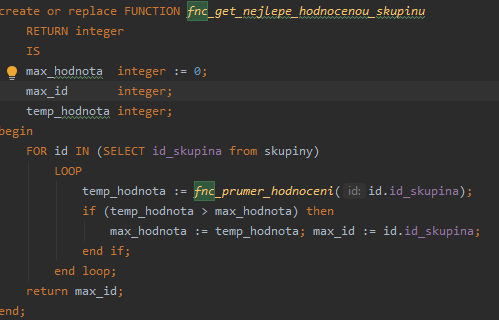 create or replace FUNCTION fnc_get_nejlepe_hodnocenou_skupinu
RETURN integer
IS
max_hodnota integer := 0;
max_id integer;
temp_hodnota integer;
begin
FOR id IN (SELECT id_skupina from skupiny)
LOOP
temp_hodnota := fnc_prumer_hodnoceni( id: id.id_skupina);
if (temp_hodnota > max_hodnota) then
max_hodnota := temp_hodnota; max_id := id.id_skupina;
end if;
end loop;
return max_id;
end;